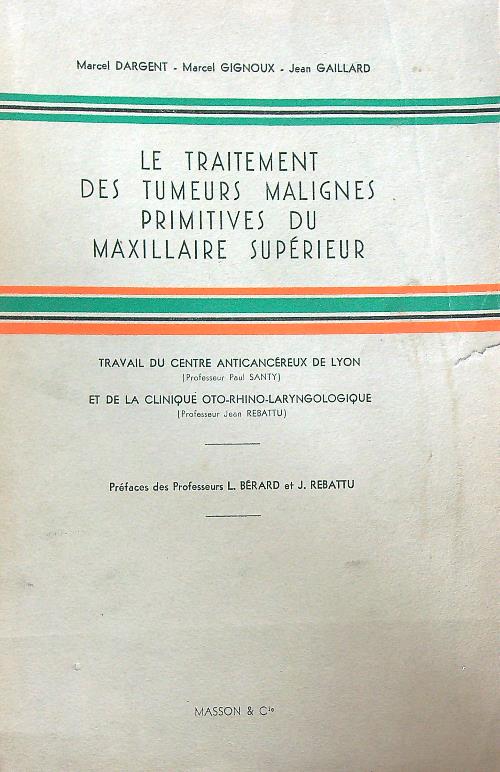 Marcel DARGENT - Marcel GIGNOUX - Jean GAILLARD
LE TRAITEMENT
DES TUMEURS MALIGNES
PRIMITIVES DU
MAXILLAIRE SUPÉRIEUR
TRAVAIL DU CENTRE ANTICANCÉREUX DE LYON
(Professeur Paul SANTY)
ET DE LA CLINIQUE OTO-RHINO-LARYNGOLOGIQUE
(Professeur Jean REBATTU)
Préfaces des Professeurs L. BÉRARD et J. REBATTU
MASSON & Cie